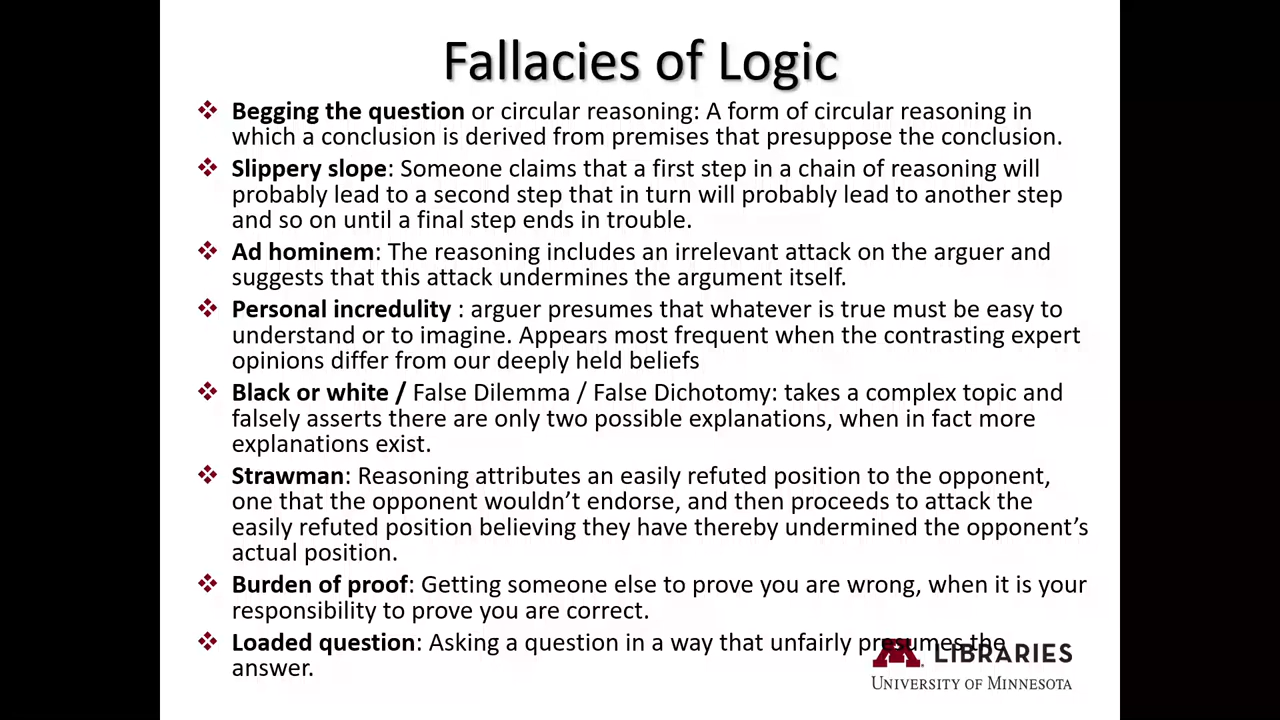 Fallacies of Logic
❖ Begging the question or circular reasoning: A form of circular reasoning in
which a conclusion is derived from premises that presuppose the conclusion.
❖ Slippery slope: Someone claims that a first step in a chain of reasoning will
probably lead to a second step that in turn will probably lead to another step
and so on until a final step ends in trouble.
❖ Ad hominem: The reasoning includes an irrelevant attack on the arguer and
suggests that this attack undermines the argument itself.
❖ Personal incredulity : arguer presumes that whatever is true must be easy to
understand or to imagine. Appears most frequent when the contrasting expert
opinions differ from our deeply held beliefs
❖ Black or white / False Dilemma / False Dichotomy: takes a complex topic and
falsely asserts there are only two possible explanations, when in fact more
explanations exist.
❖ Strawman: Reasoning attributes an easily refuted position to the opponent,
one that the opponent wouldn’t endorse, and then proceeds to attack the
easily refuted position believing they have thereby undermined the opponent’s
actual position.
❖ Burden of proof: Getting someone else to prove you are wrong, when it is your
responsibility to prove you are correct.
❖ Loaded question: Asking a question in a way that unfairly presumes the
answer.
M LIBRARIES
UNIVERSITY OF MINNESOTA